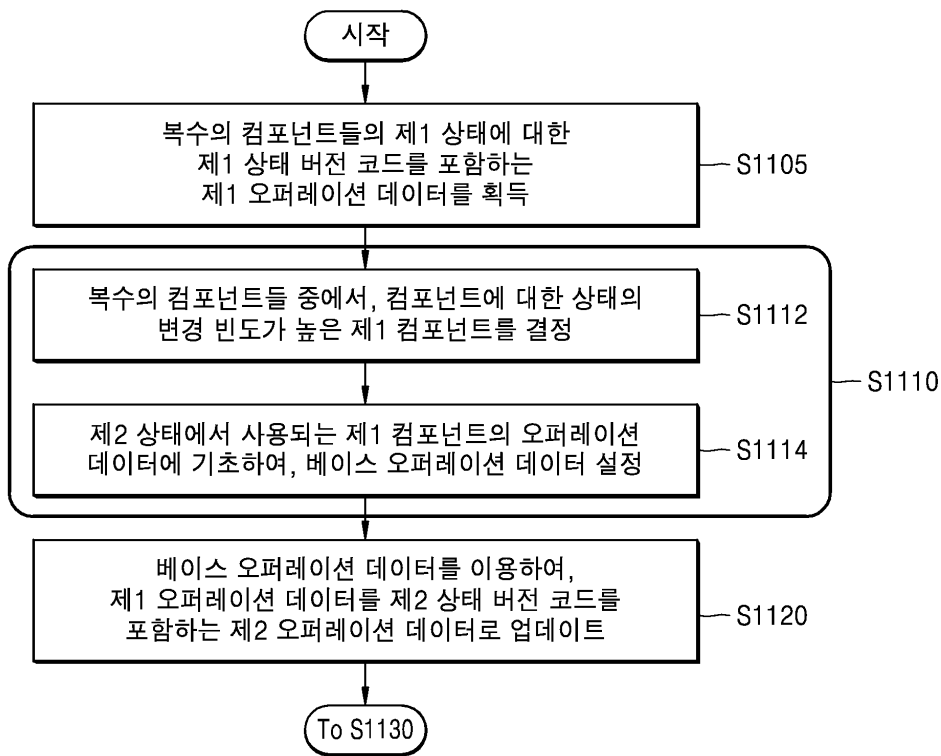 시작
복수의 컴포넌트들의 제1 상태에 대한
제1 상태 버전 코드를 포함하는
제1 오퍼레이션 데이터를 획득
S1105
복수의 컴포넌트들 중에서, 컴포넌트에 대한 상태의
변경 빈도가 높은 제1 컴포넌트를 결정
S1112
S1110
제2 상태에서 사용되는 제1 컴포넌트의 오퍼레이션
데이터에 기초하여, 베이스 오퍼레이션 데이터 설정
S1114
베이스 오퍼레이션 데이터를 이용하여,
제1 오퍼레이션 데이터를 제2 상태 버전 코드를
포함하는 제2 오퍼레이션 데이터로 업데이트
S1120
To S1130